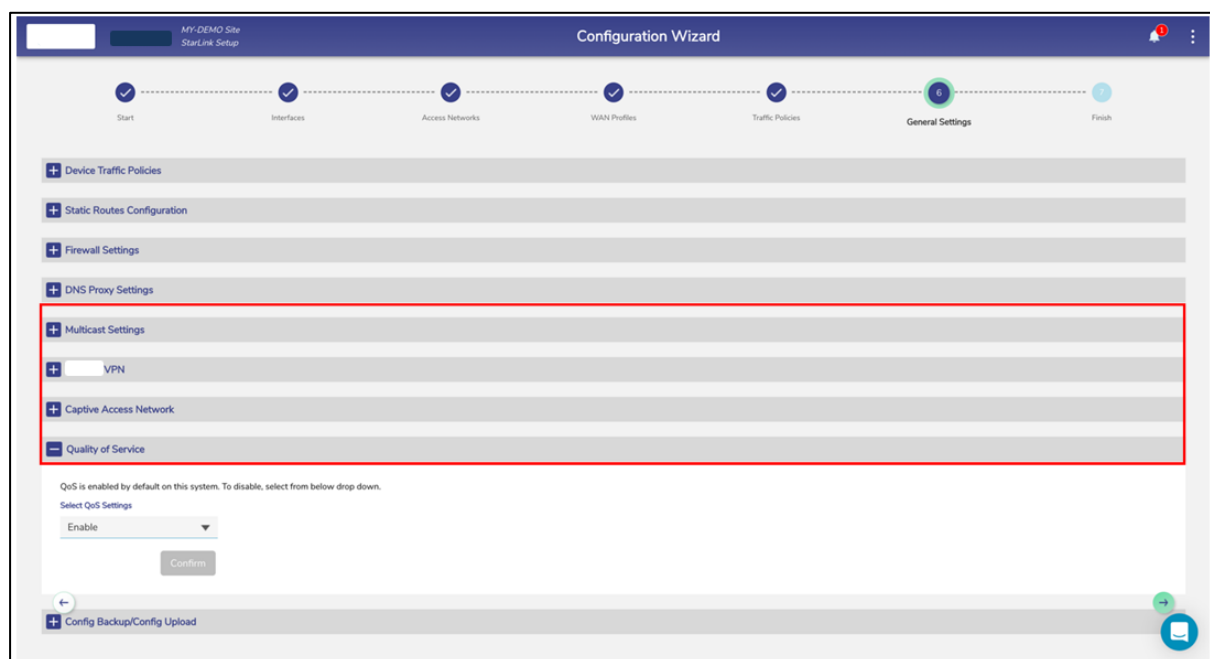 MY-DEMO Site
StarLink Setup
Configuration Wizard
1
Start
Interfaces
Access Networks
WAN Profiles
Traffic Policies
6
General Settings
7
Finish
Device Traffic Policies
Static Routes Configuration
Firewall Settings
DNS Proxy Settings
Multicast Settings
VPN
Captive Access Network
Quality of Service
QoS is enabled by default on this system. To disable, select from below drop down.
Select QoS Settings
Enable
Confirm
Config Backup/Config Upload